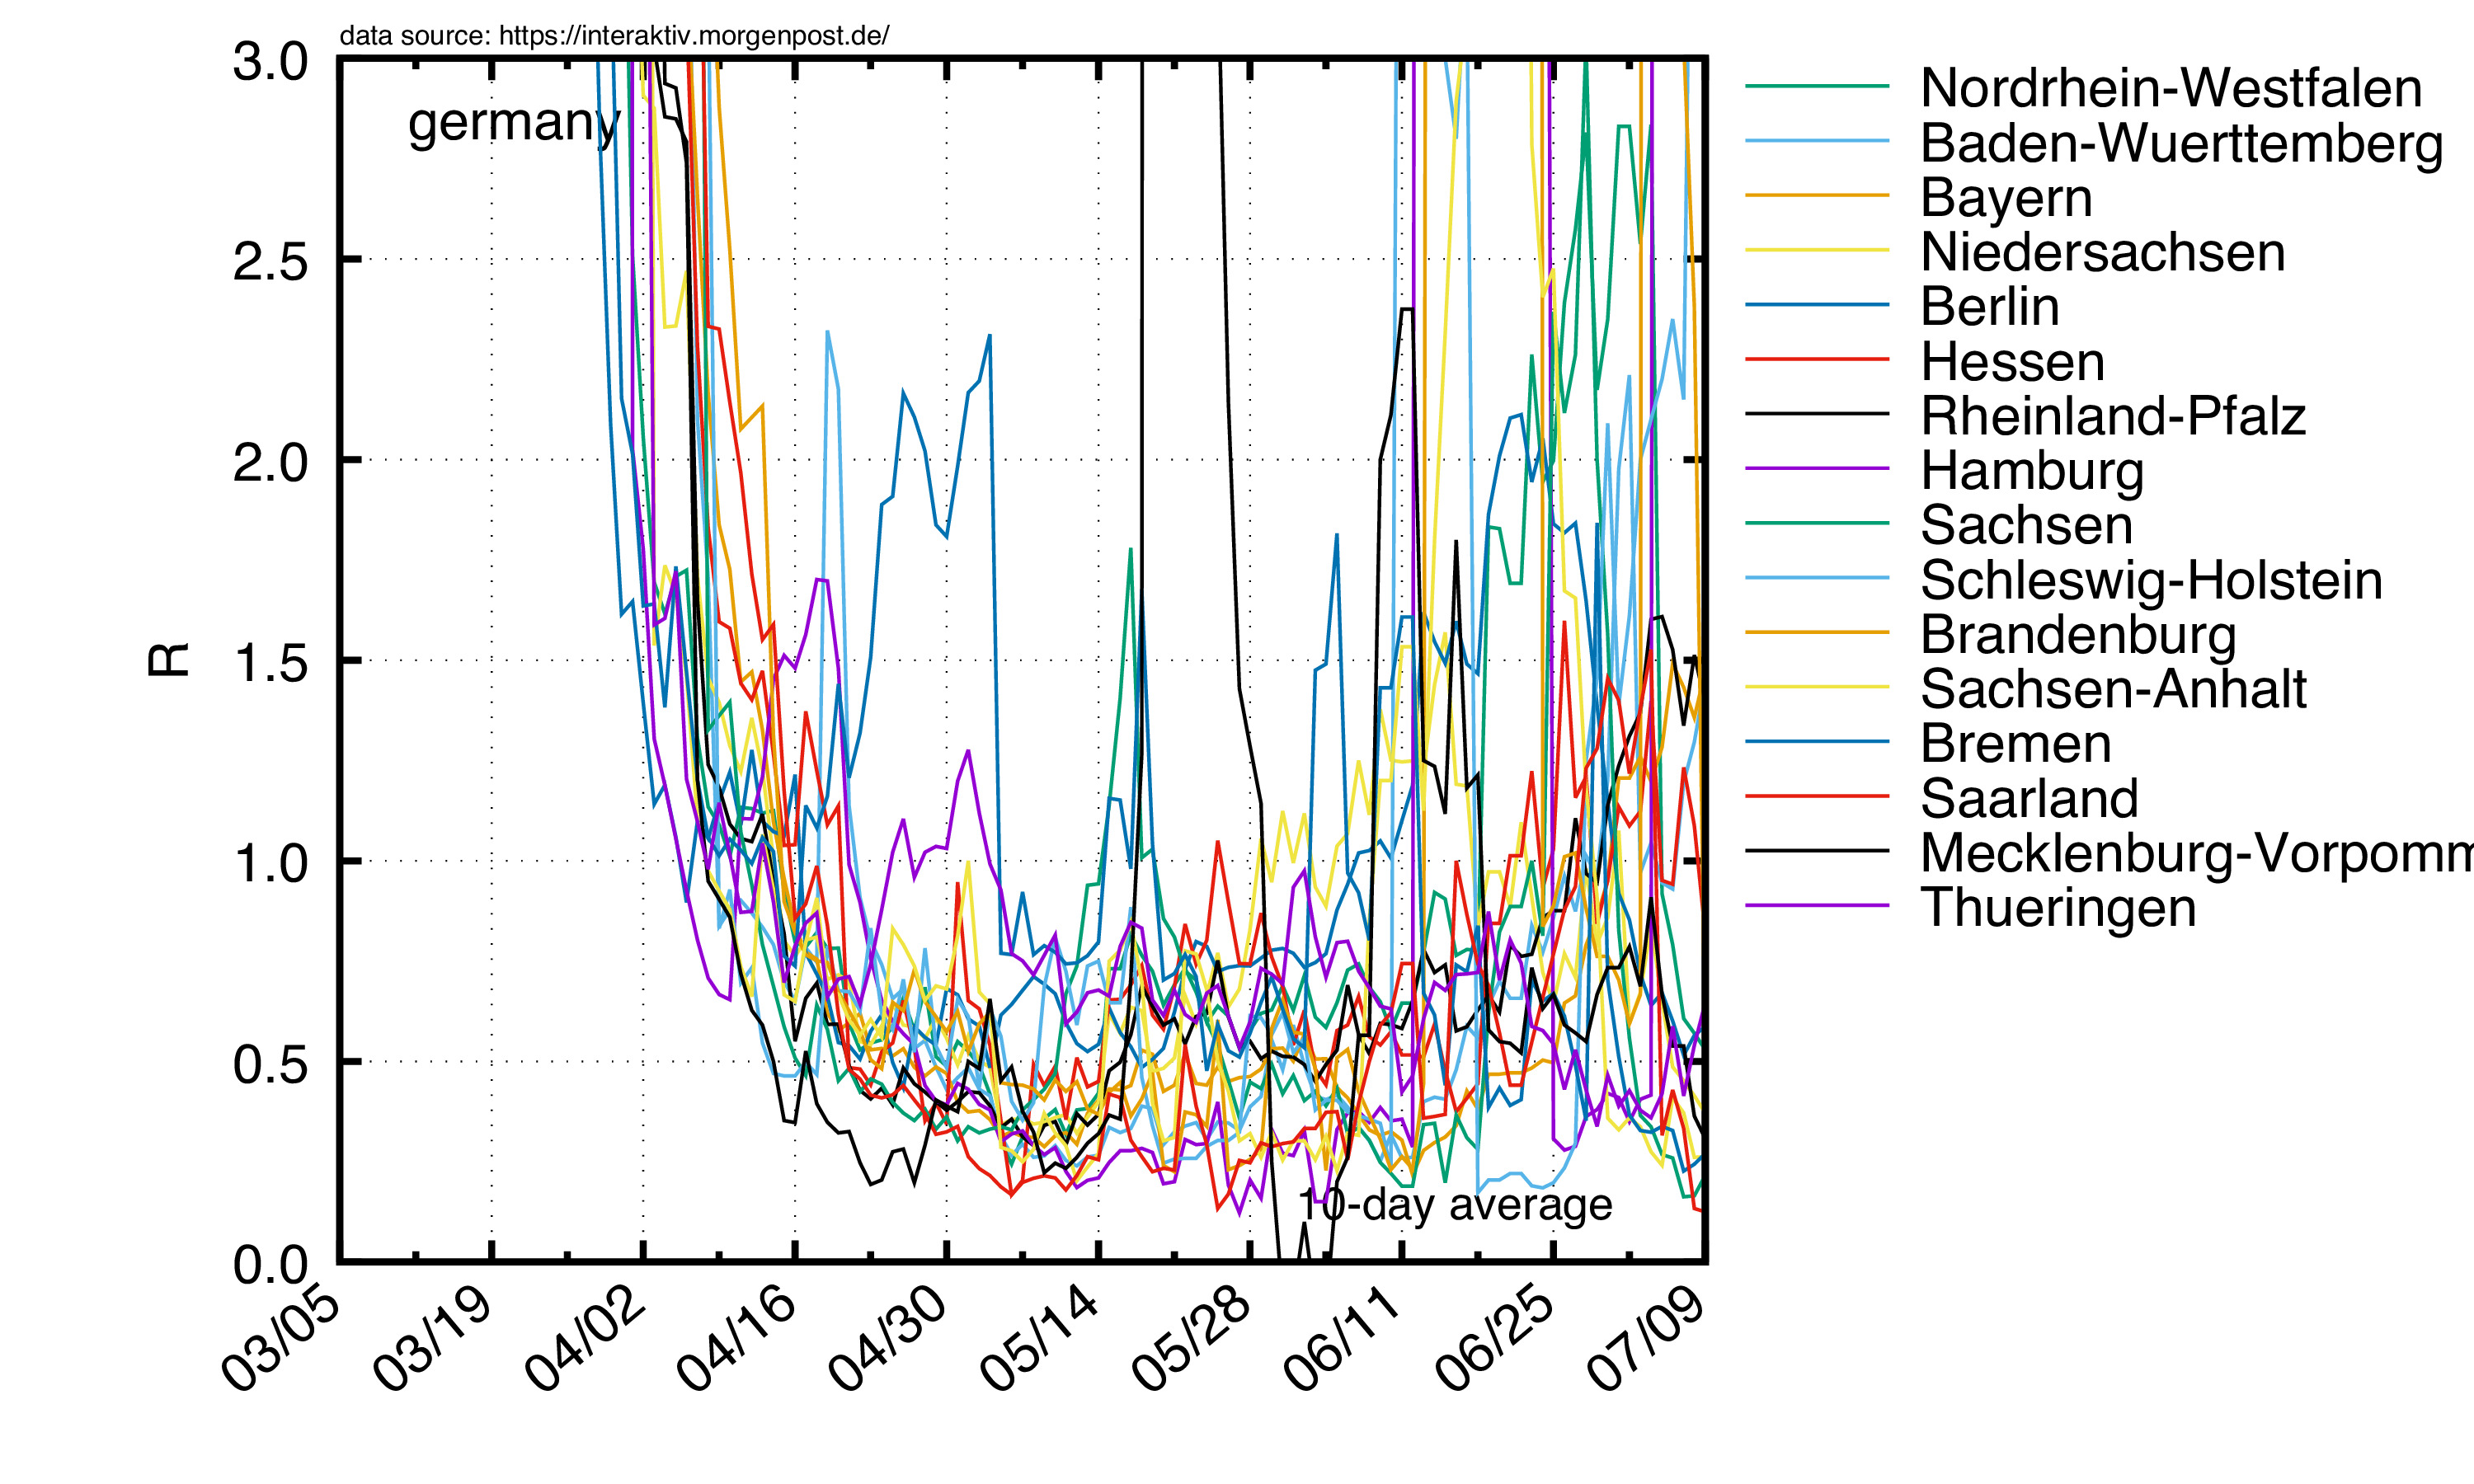 data source: https://interaktiv.morgenpost.de/
germany
3.0
2.5
2.0
1.5
1.0
0.5
0.0
R
03/05
03/19
04/02
04/16
04/30
05/14
05/28
06/11
06/25
07/09
10-day average
Nordrhein-Westfalen
Baden-Wuerttemberg
Bayern
Niedersachsen
Berlin
Hessen
Rheinland-Pfalz
Hamburg
Sachsen
Schleswig-Holstein
Brandenburg
Sachsen-Anhalt
Bremen
Saarland
Mecklenburg-Vorpomm
Thueringen